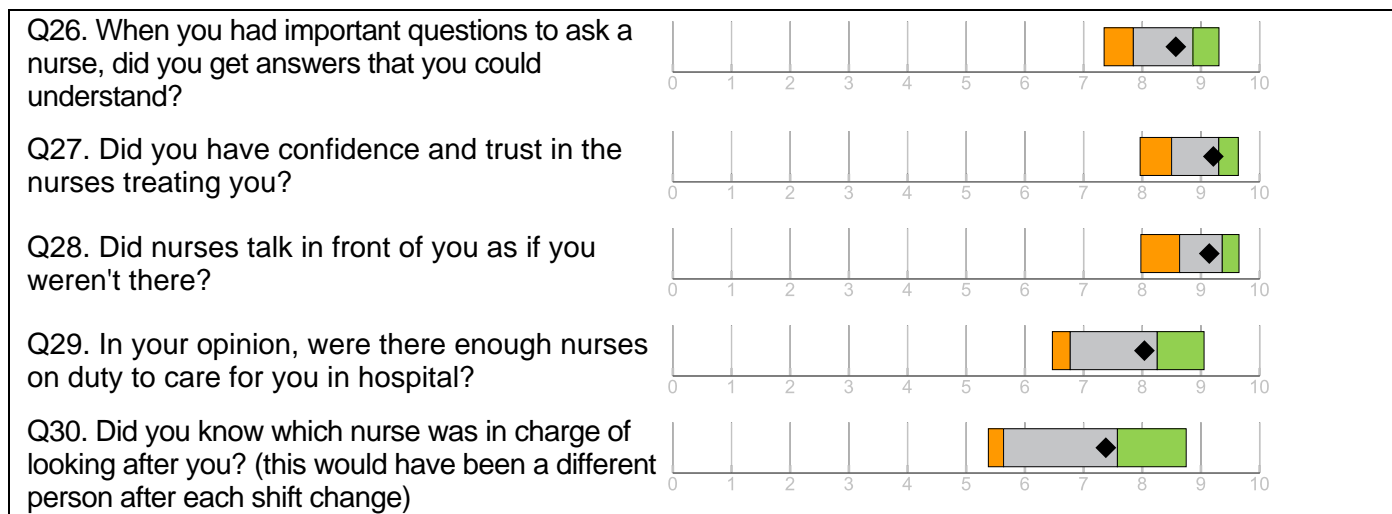 Q26. When you had important questions to ask a
nurse, did you get answers that you could
understand?
0 1 2 3 4 5 6 7 8 9 10
Q27. Did you have confidence and trust in the
nurses treating you?
0 1 2 3 4 5 6 7 8 9 10
Q28. Did nurses talk in front of you as if you
weren't there?
0 1 2 3 4 5 6 7 8 9 10
Q29. In your opinion, were there enough nurses
on duty to care for you in hospital?
0 1 2 3 4 5 6 7 8 9 10
Q30. Did you know which nurse was in charge of
looking after you? (this would have been a different
person after each shift change)
0 1 2 3 4 5 6 7 8 9 10